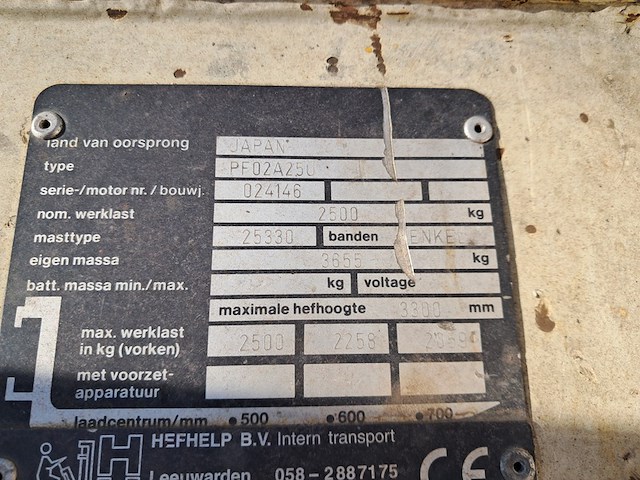 land van oorsprong JAPAN
type PF02A25U
serie-/motor nr./bouwj. 024146
nom. werklast 2500 kg
masttype 25330 banden ENKEL
eigen massa 3655 kg
batt. massa min./max. kg voltage
maximale hefhoogte 3300 mm
max. werklast
in kg (vorken) 2500 2258
met voorzet-
apparatuur
laadcentrum/mm •500 •600 •700
HEFHELP B.V. Intern transport
Leeuwarden 058-2887175 CE